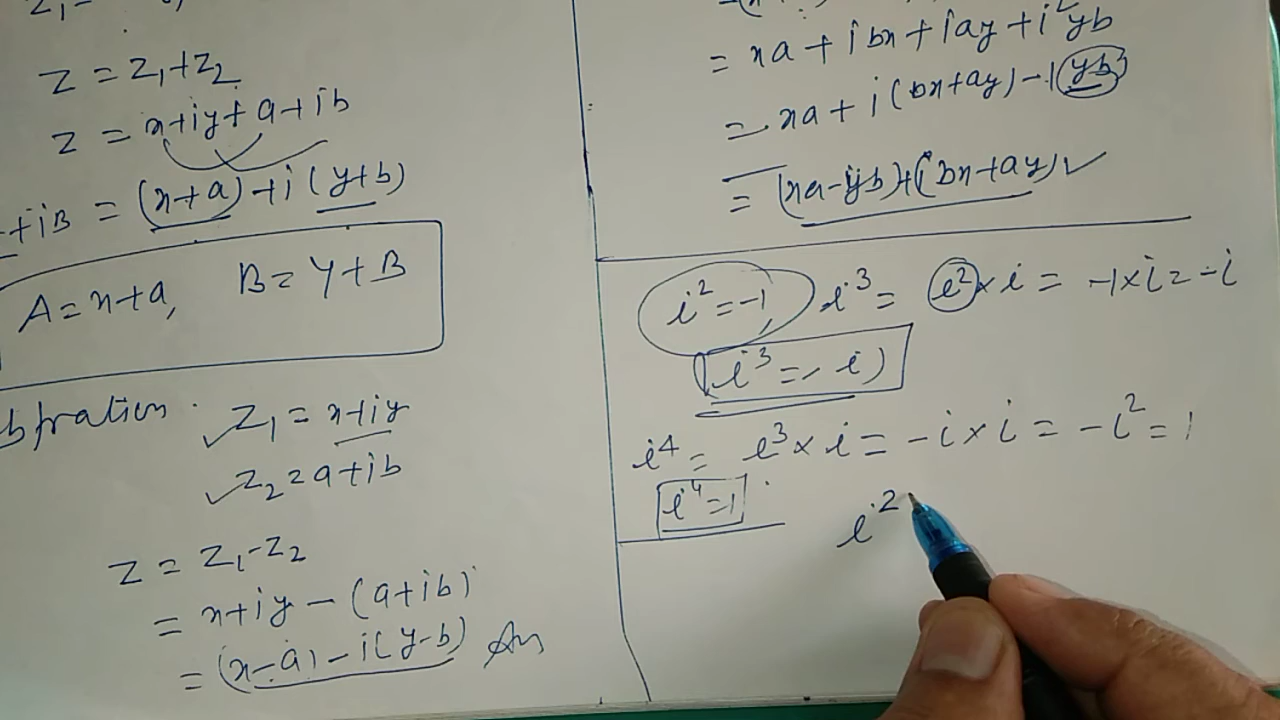 z = z₁+z₂
z = x+iy+a+ib
+iB = (x+a)+i(y+b)
A=x+a, B=Y+B
btration. z₁ = x+iy
z₂=a+ib
z = z₁-z₂
= x+iy-(a+ib)
= (x-a)-i(y-b) Ans
= xa+ibx+iay+i²yb
= xa+i(bx+ay)-1(yb)
= (xa-yb)+i(bx+ay)
i²=-1, i³= i²×i = -1×i=-i
i³=-i
i⁴= i³×i= -i×i= -i²=1
i⁴=1
i²